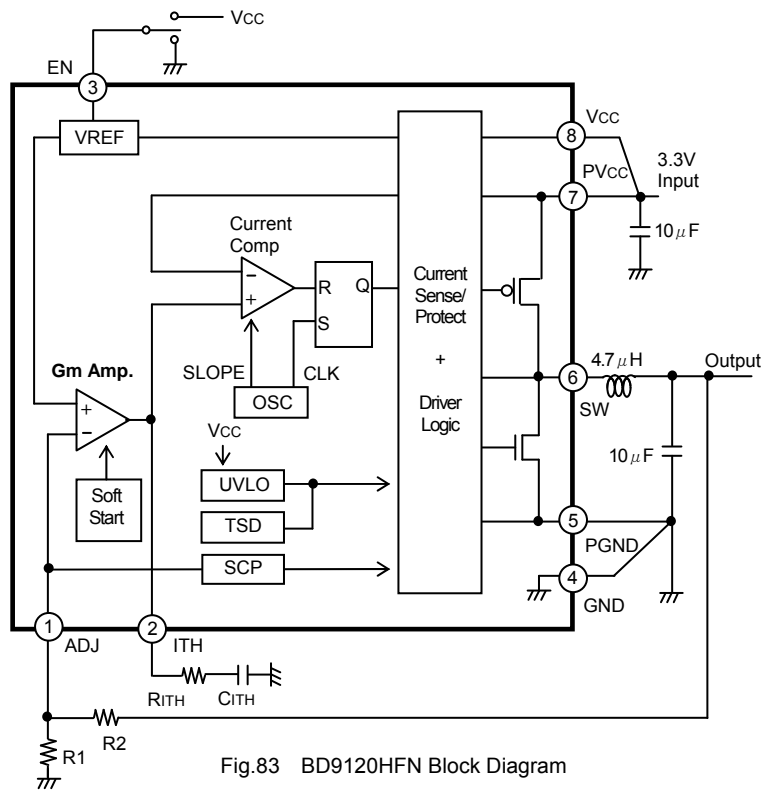 VCC
EN
3
VREF
VCC
8
3.3V
Input
PVCC
7
10μF
Current
Comp
−
+
R
Q
S
Current
Sense/
Protect
+
Driver
Logic
SLOPE
CLK
OSC
Gm Amp.
+
−
Soft
Start
VCC
UVLO
TSD
SCP
4.7μH
Output
6
SW
10μF
5
PGND
4
GND
1
ADJ
2
ITH
RITH
CITH
R2
R1
Fig.83 BD9120HFN Block Diagram